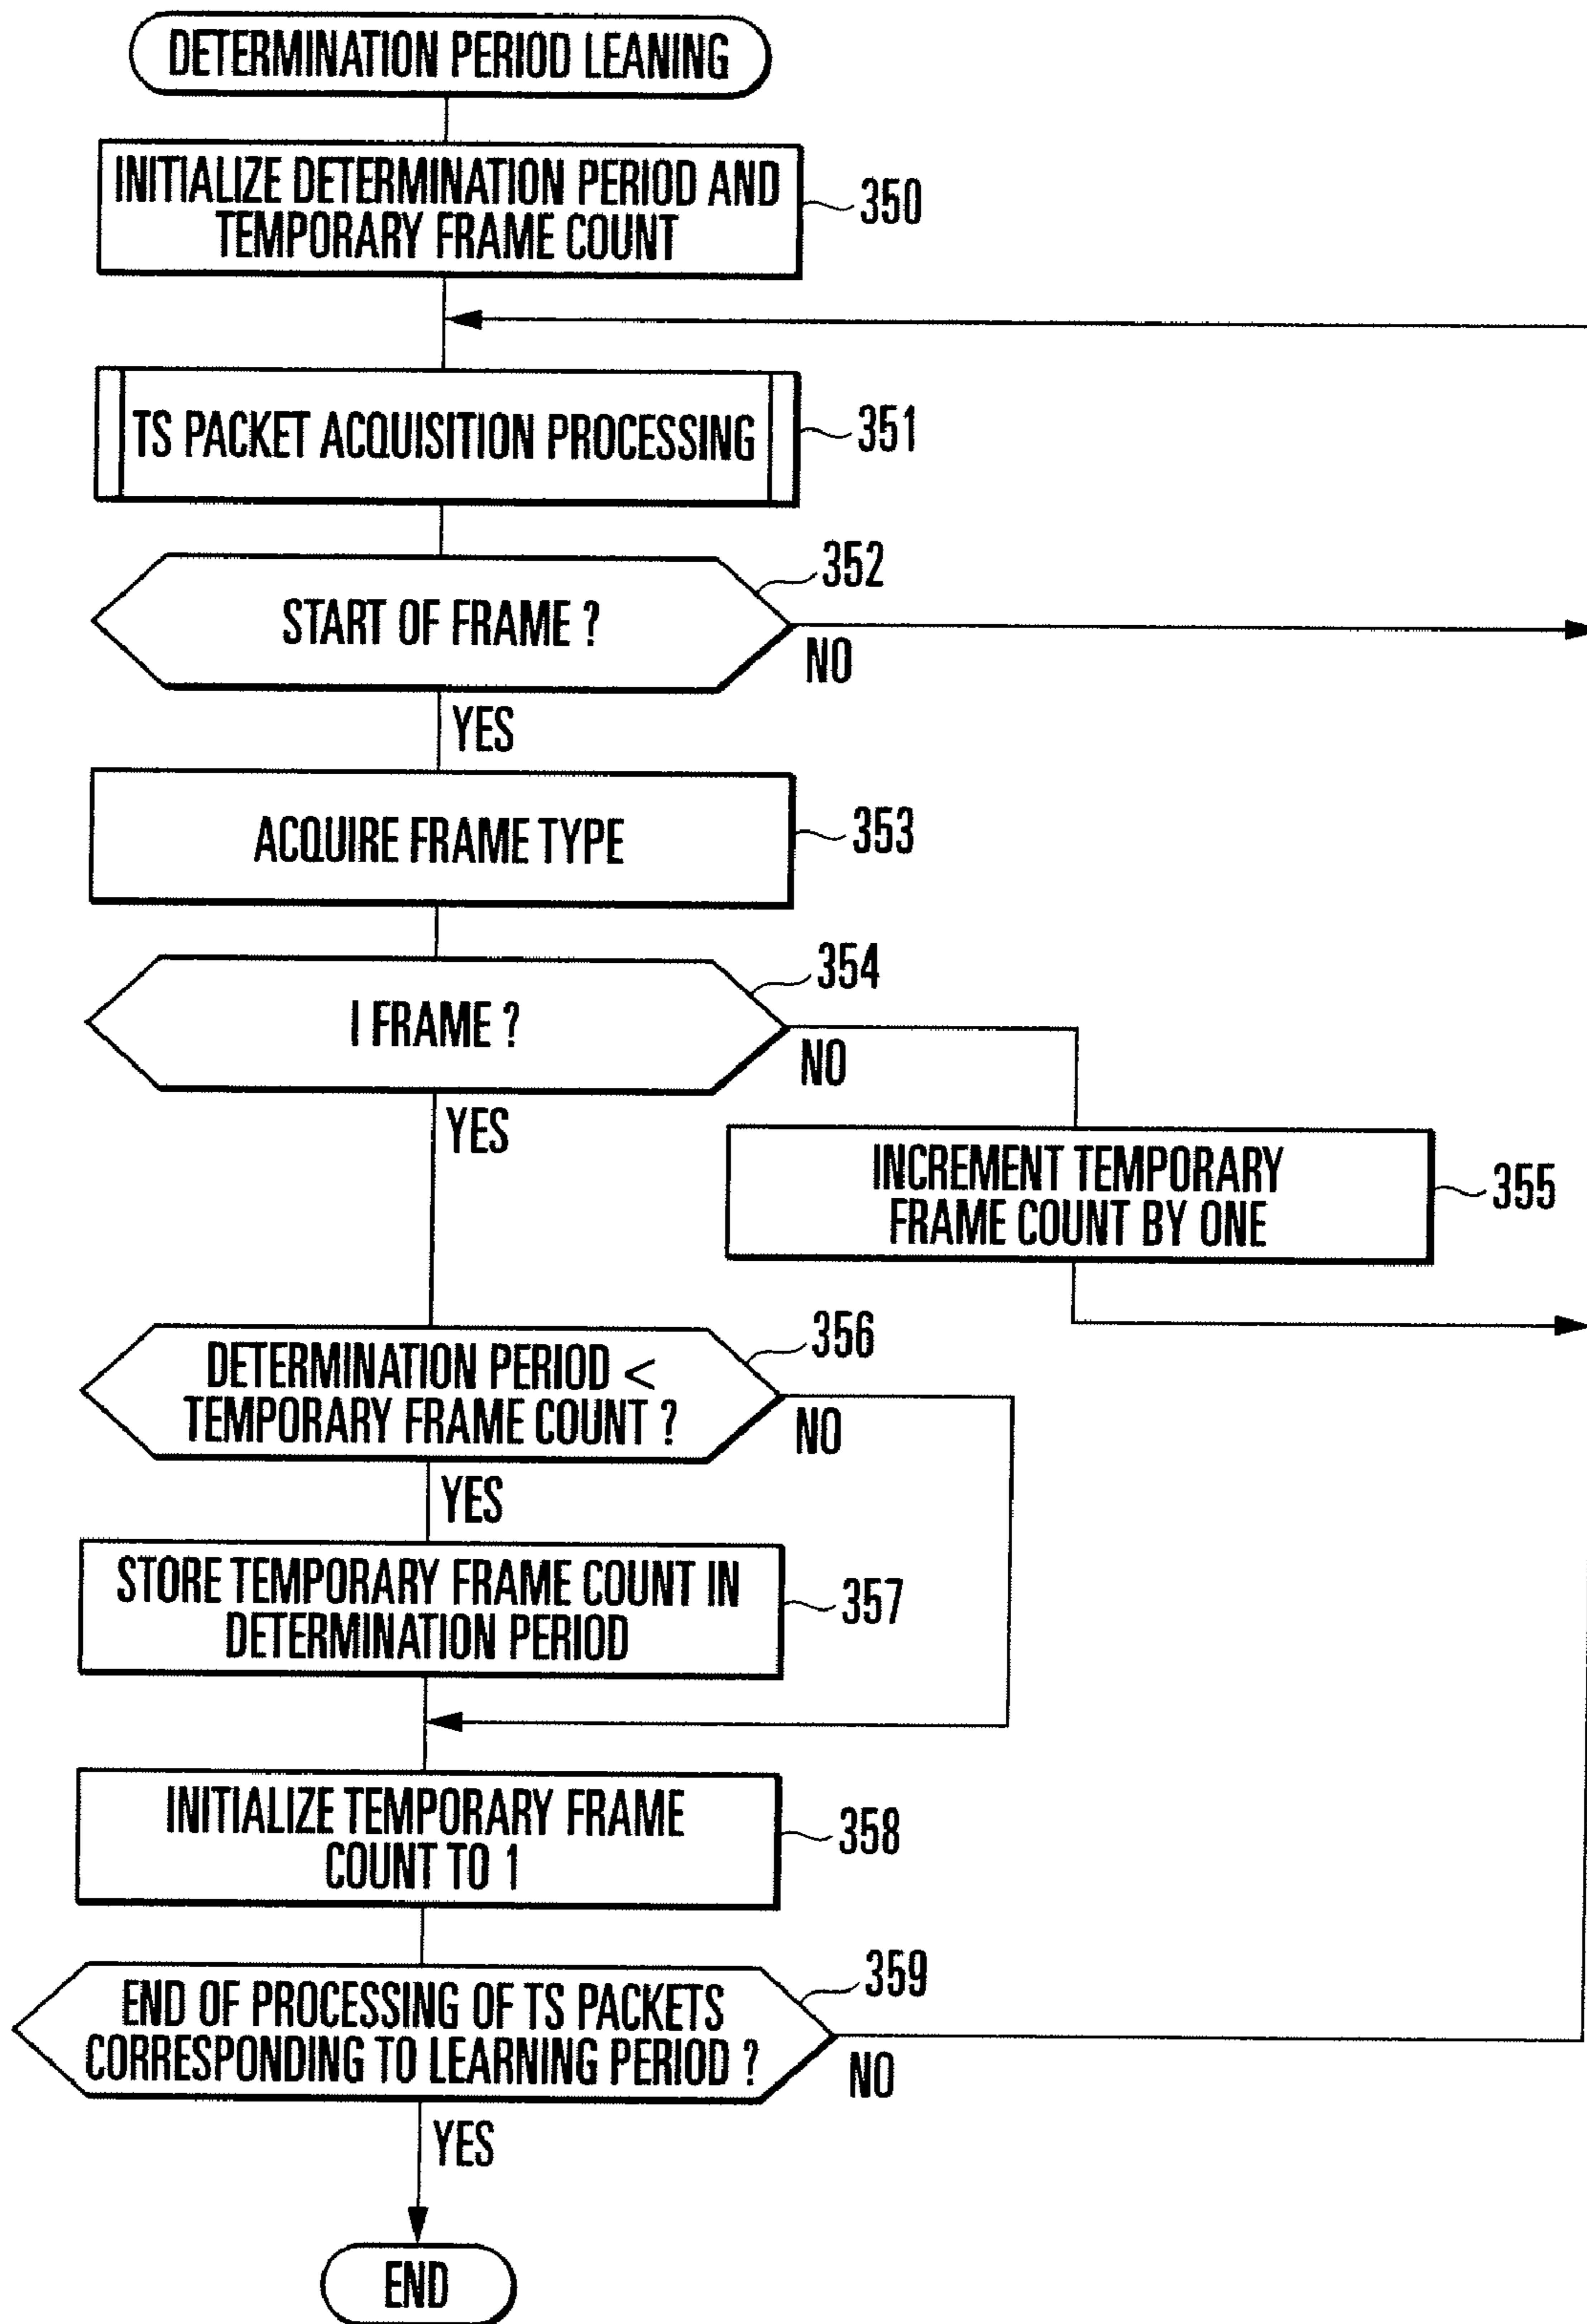 DETERMINATION PERIOD LEANING
INITIALIZE DETERMINATION PERIOD AND
TEMPORARY FRAME COUNT
350
TS PACKET ACQUISITION PROCESSING
351
352
START OF FRAME ?
NO
YES
ACQUIRE FRAME TYPE
353
354
I FRAME ?
NO
YES
INCREMENT TEMPORARY
FRAME COUNT BY ONE
355
356
DETERMINATION PERIOD <
TEMPORARY FRAME COUNT ?
NO
YES
STORE TEMPORARY FRAME COUNT IN
DETERMINATION PERIOD
357
INITIALIZE TEMPORARY FRAME
COUNT TO 1
358
359
END OF PROCESSING OF TS PACKETS
CORRESPONDING TO LEARNING PERIOD ?
NO
YES
END